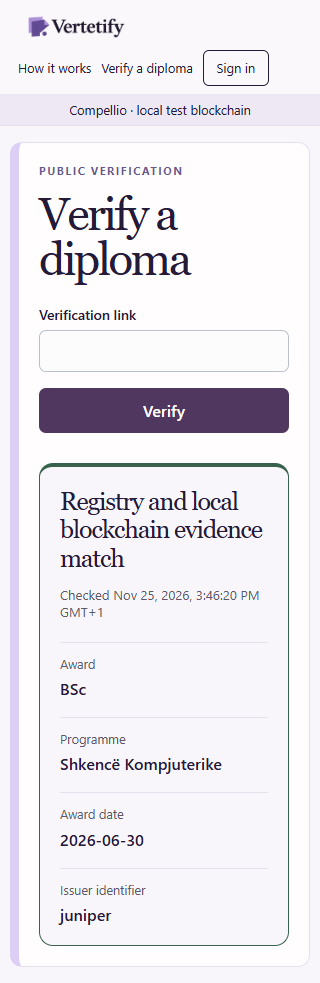 Vertetify
How it works Verify a diploma Sign in
Compellio · local test blockchain
PUBLIC VERIFICATION
Verify a
diploma
Verification link
Verify
Registry and local
blockchain evidence
match
Checked Nov 25, 2026, 3:46:20 PM
GMT+1
Award
BSc
Programme
Shkencë Kompjuterike
Award date
2026-06-30
Issuer identifier
juniper